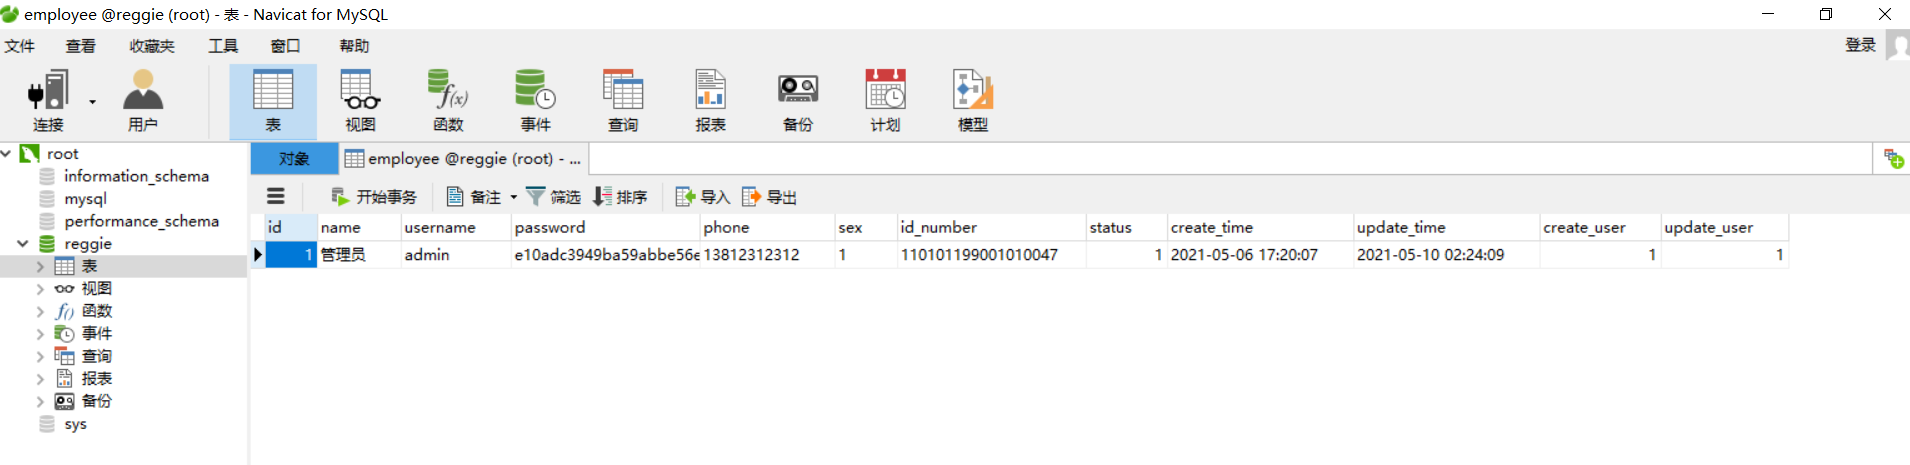 employee @reggie (root) - 表 - Navicat for MySQL
文件 查看 收藏夹 工具 窗口 帮助 登录
连接 用户 表 视图 函数 事件 查询 报表 备份 计划 模型
root
information_schema
mysql
performance_schema
reggie
表
视图
函数
事件
查询
报表
备份
sys
对象 employee @reggie (root) - ...
开始事务 备注 筛选 排序 导入 导出
id name username password phone sex id_number status create_time update_time create_user update_user
1 管理员 admin e10adc3949ba59abbe56e 13812312312 1 110101199001010047 1 2021-05-06 17:20:07 2021-05-10 02:24:09 1 1